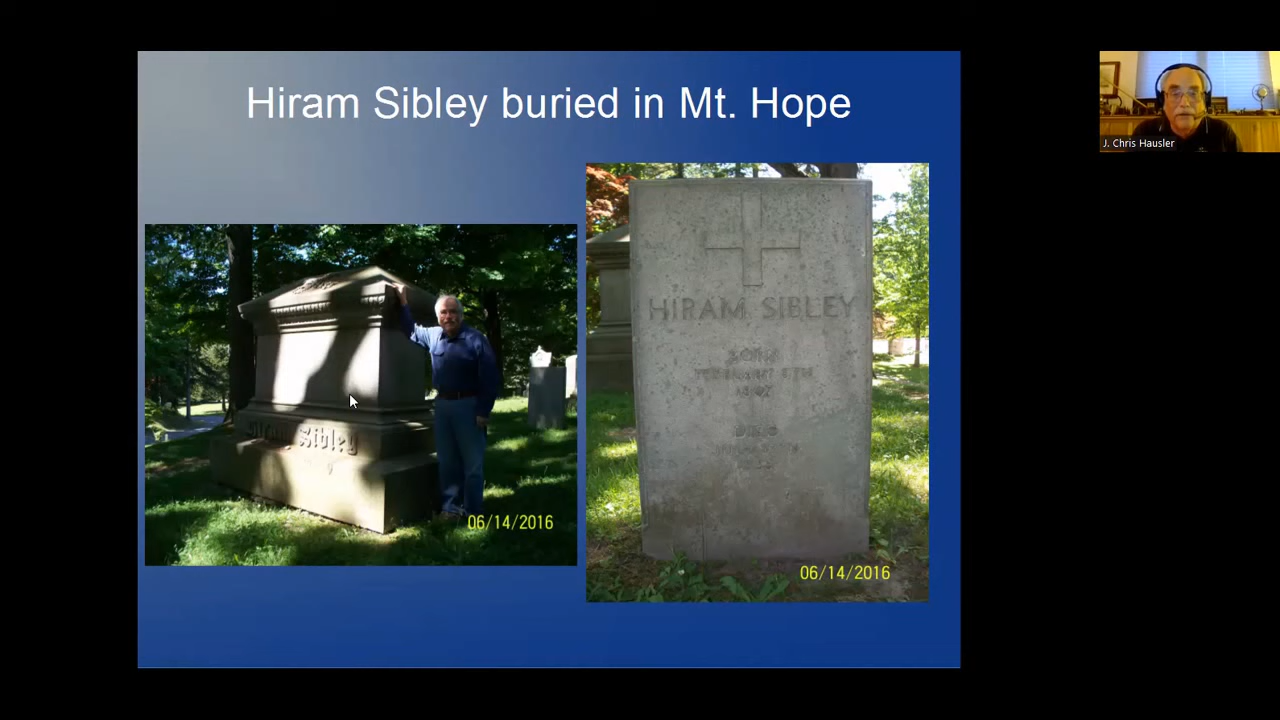 Hiram Sibley buried in Mt. Hope
J. Chris Hausler
HIRAM SIBLEY
BORN
DIED
Hiram Sibley
06/14/2016
06/14/2016